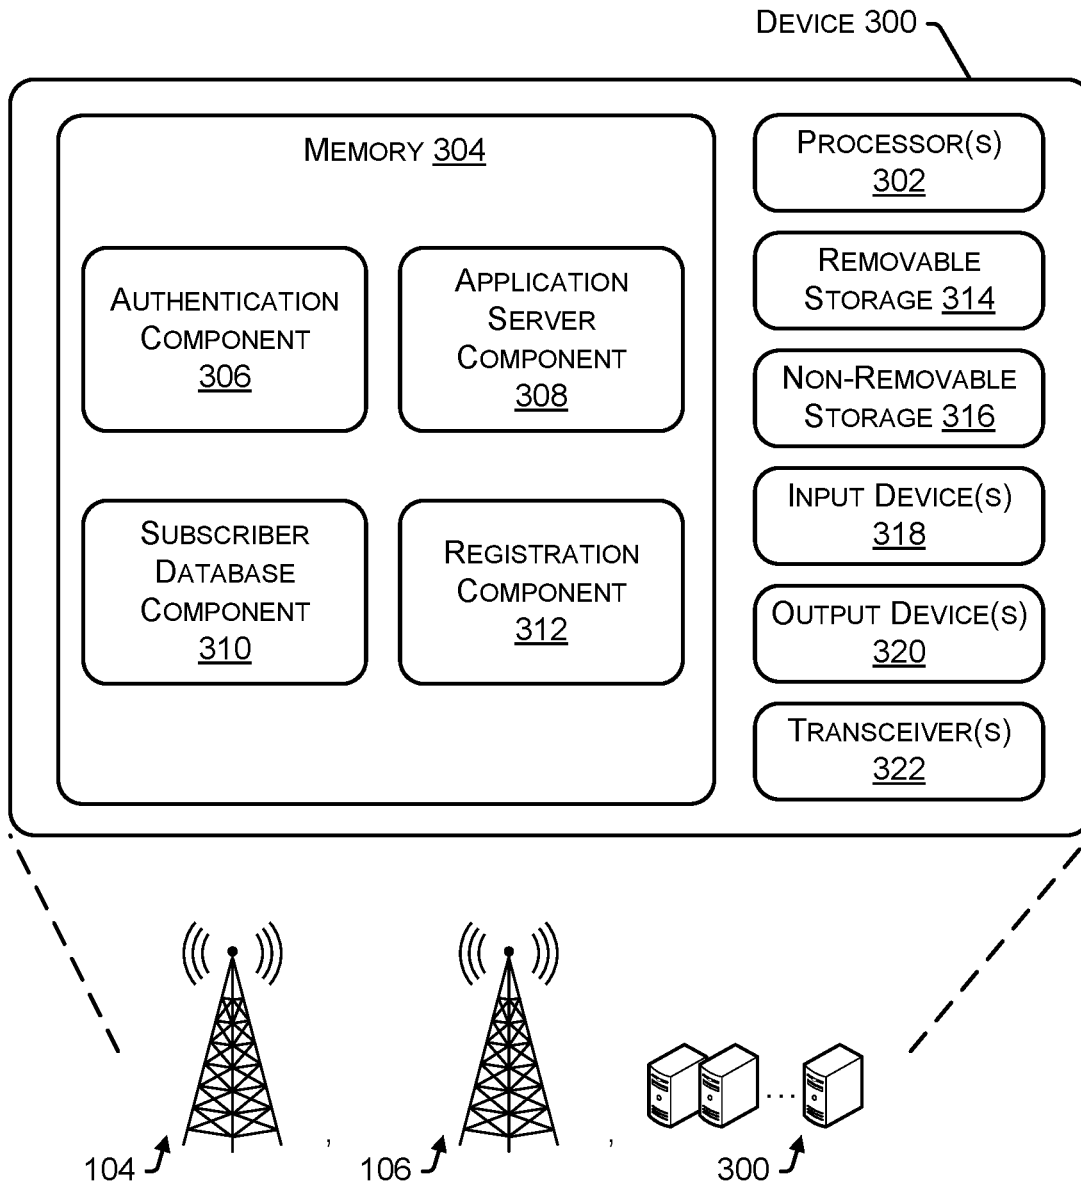 DEVICE 300
MEMORY 304
AUTHENTICATION
COMPONENT
306
APPLICATION
SERVER
COMPONENT
308
SUBSCRIBER
DATABASE
COMPONENT
310
REGISTRATION
COMPONENT
312
PROCESSOR(S)
302
REMOVABLE
STORAGE 314
NON-REMOVABLE
STORAGE 316
INPUT DEVICE(S)
318
OUTPUT DEVICE(S)
320
TRANSCEIVER(S)
322
104 , 106 , ... 300